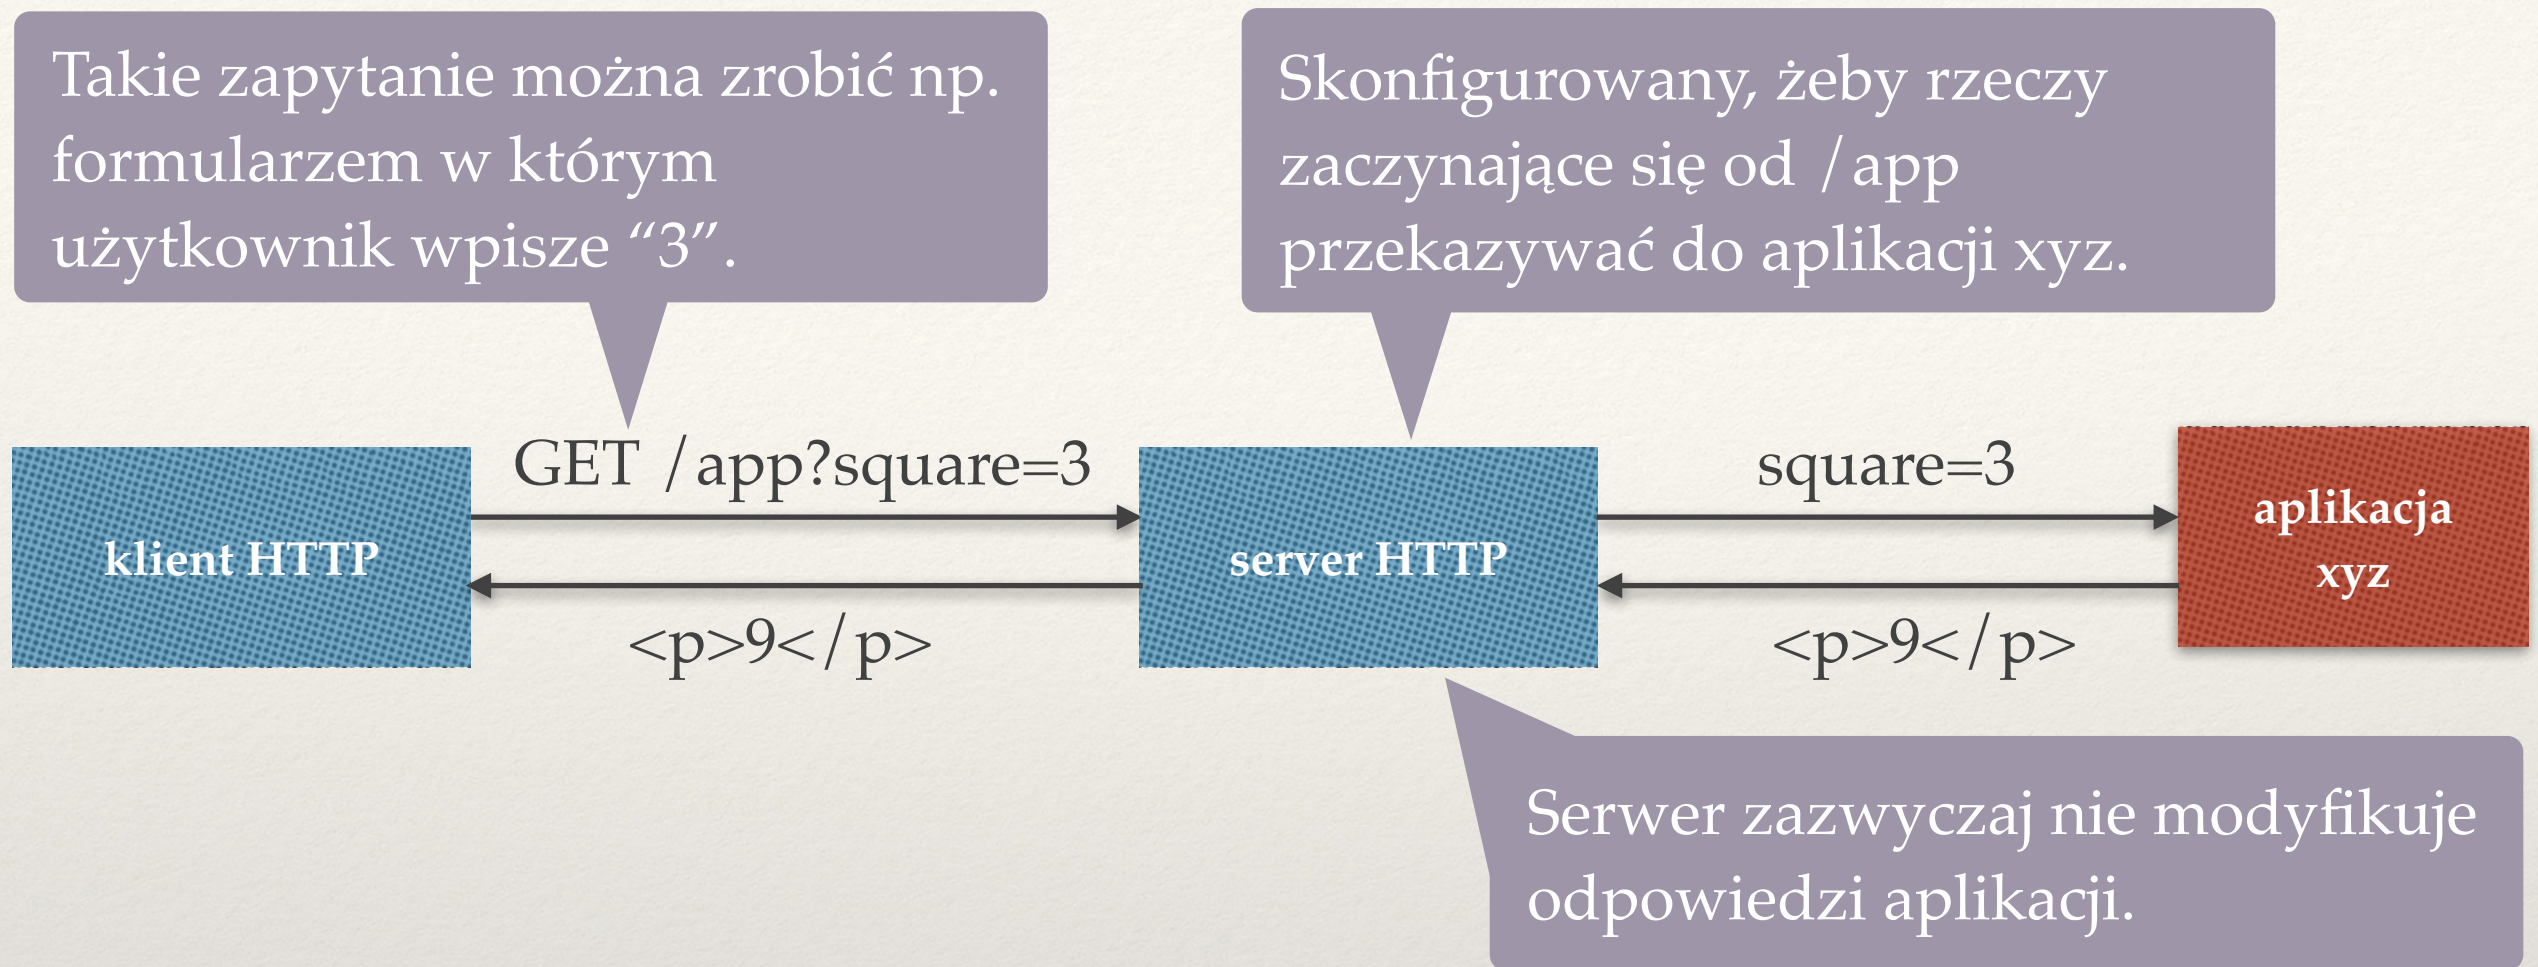 Takie zapytanie można zrobić np.
formularzem w którym
użytkownik wpisze “3”.
Skonfigurowany, żeby rzeczy
zaczynające się od /app
przekazywać do aplikacji xyz.
klient HTTP
GET /app?square=3
<p>9</p>
server HTTP
square=3
<p>9</p>
aplikacja
xyz
Serwer zazwyczaj nie modyfikuje
odpowiedzi aplikacji.